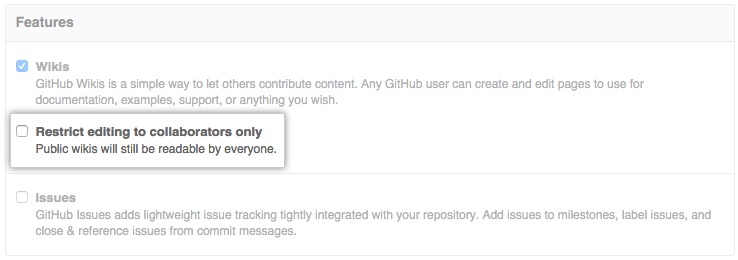 Features
Wikis
GitHub Wikis is a simple way to let others contribute content. Any GitHub user can create and edit pages to use for
documentation, examples, support, or anything you wish.
Restrict editing to collaborators only
Public wikis will still be readable by everyone.
Issues
GitHub Issues adds lightweight issue tracking tightly integrated with your repository. Add issues to milestones, label issues, and
close & reference issues from commit messages.